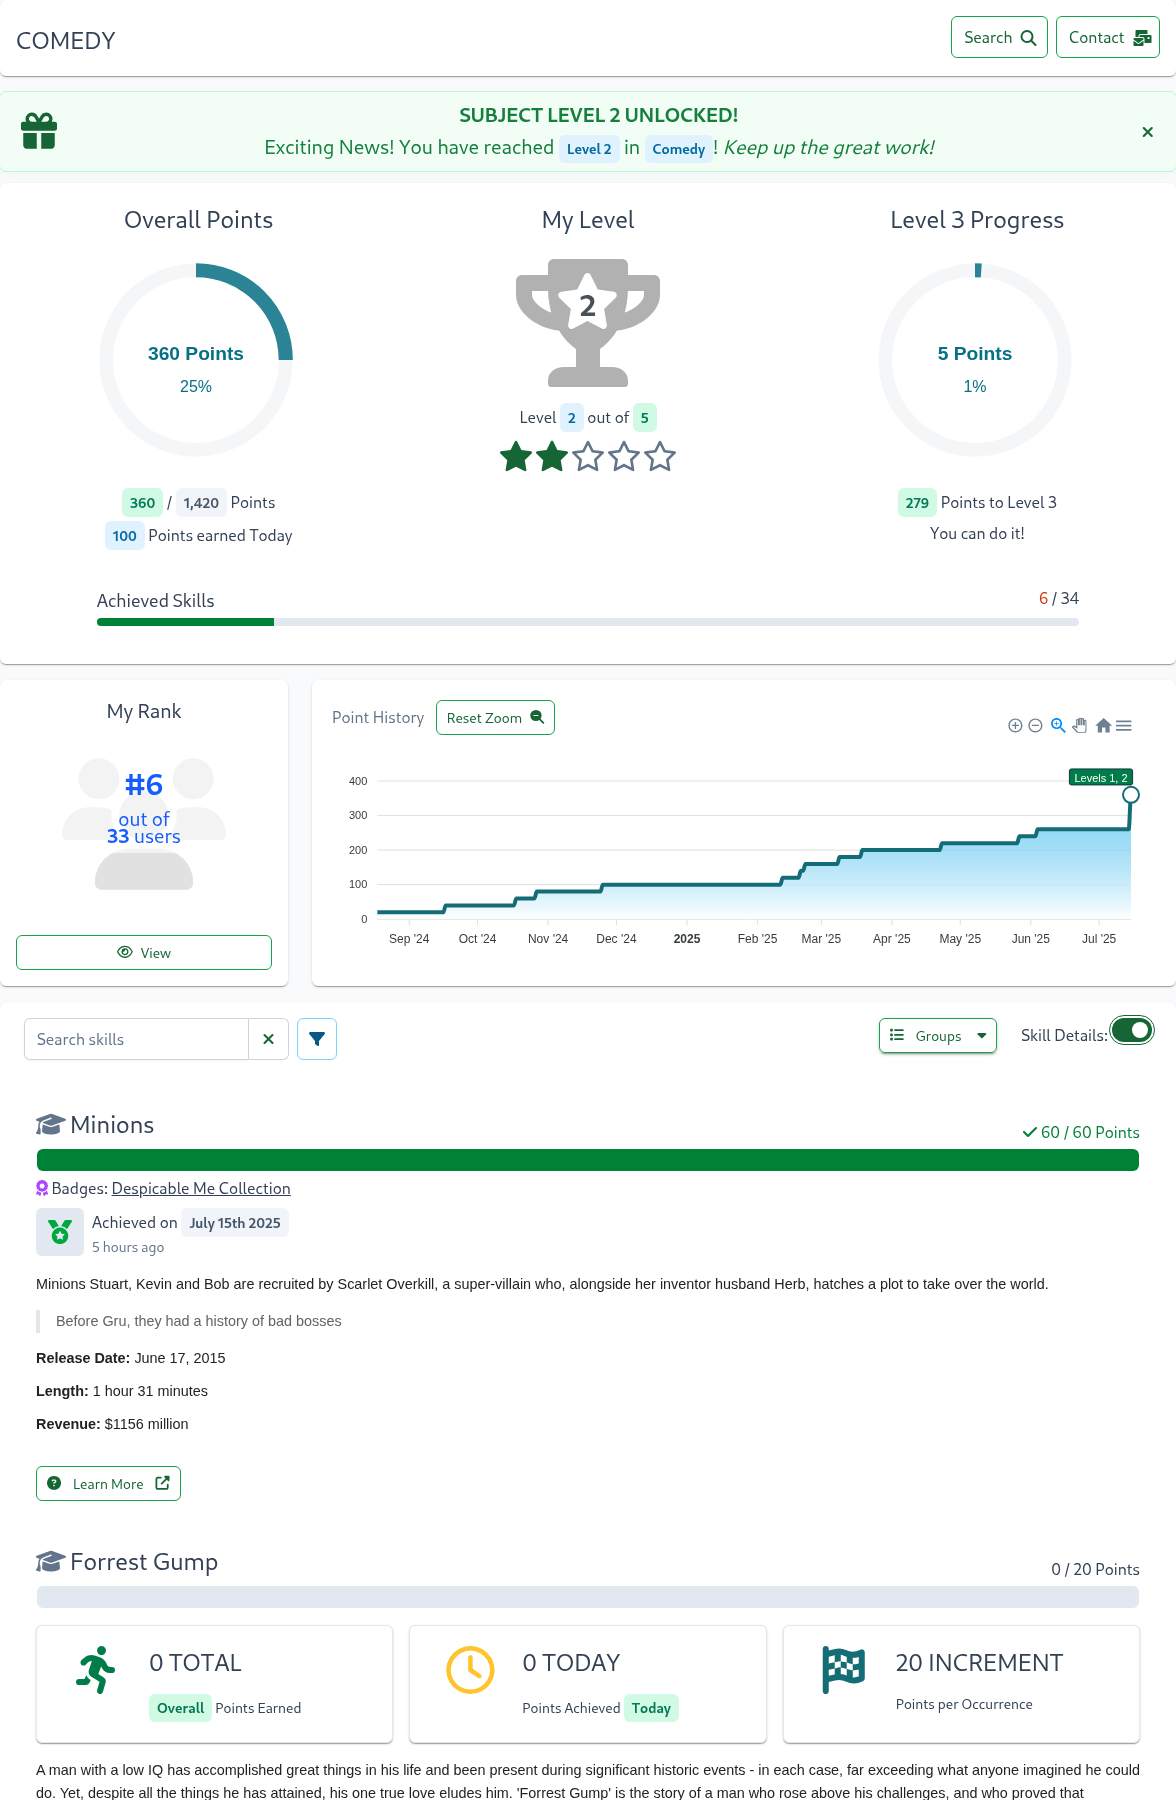 COMEDY
Search
Contact
SUBJECT LEVEL 2 UNLOCKED!
Exciting News! You have reached Level 2 in Comedy! Keep up the great work!
Overall Points
My Level
Level 3 Progress
2
360 Points
25%
5 Points
1%
Level 2 out of 5
360 / 1,420 Points
100 Points earned Today
279 Points to Level 3
You can do it!
Achieved Skills
6 / 34
My Rank
#6
out of
33 users
View
Point History
Reset Zoom
Levels 1, 2
400
300
200
100
0
Sep '24
Oct '24
Nov '24
Dec '24
2025
Feb '25
Mar '25
Apr '25
May '25
Jun '25
Jul '25
Search skills
Groups
Skill Details:
Minions
60 / 60 Points
Badges: Despicable Me Collection
Achieved on July 15th 2025
5 hours ago
Minions Stuart, Kevin and Bob are recruited by Scarlet Overkill, a super-villain who, alongside her inventor husband Herb, hatches a plot to take over the world.
Before Gru, they had a history of bad bosses
Release Date: June 17, 2015
Length: 1 hour 31 minutes
Revenue: $1156 million
Learn More
Forrest Gump
0 / 20 Points
0 TOTAL
Overall Points Earned
0 TODAY
Points Achieved Today
20 INCREMENT
Points per Occurrence
A man with a low IQ has accomplished great things in his life and been present during significant historic events - in each case, far exceeding what anyone imagined he could
do. Yet, despite all the things he has attained, his one true love eludes him. 'Forrest Gump' is the story of a man who rose above his challenges, and who proved that